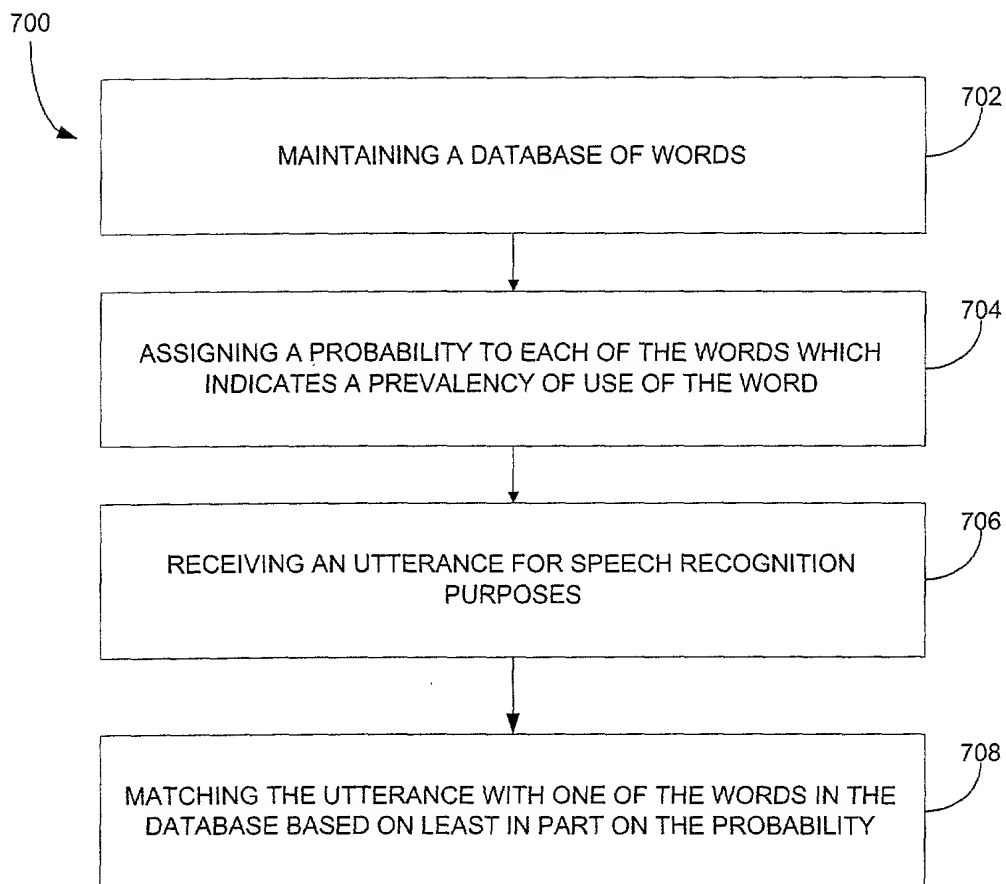 700
702
MAINTAINING A DATABASE OF WORDS
704
ASSIGNING A PROBABILITY TO EACH OF THE WORDS WHICH
INDICATES A PREVALENCY OF USE OF THE WORD
706
RECEIVING AN UTTERANCE FOR SPEECH RECOGNITION
PURPOSES
708
MATCHING THE UTTERANCE WITH ONE OF THE WORDS IN THE
DATABASE BASED ON LEAST IN PART ON THE PROBABILITY